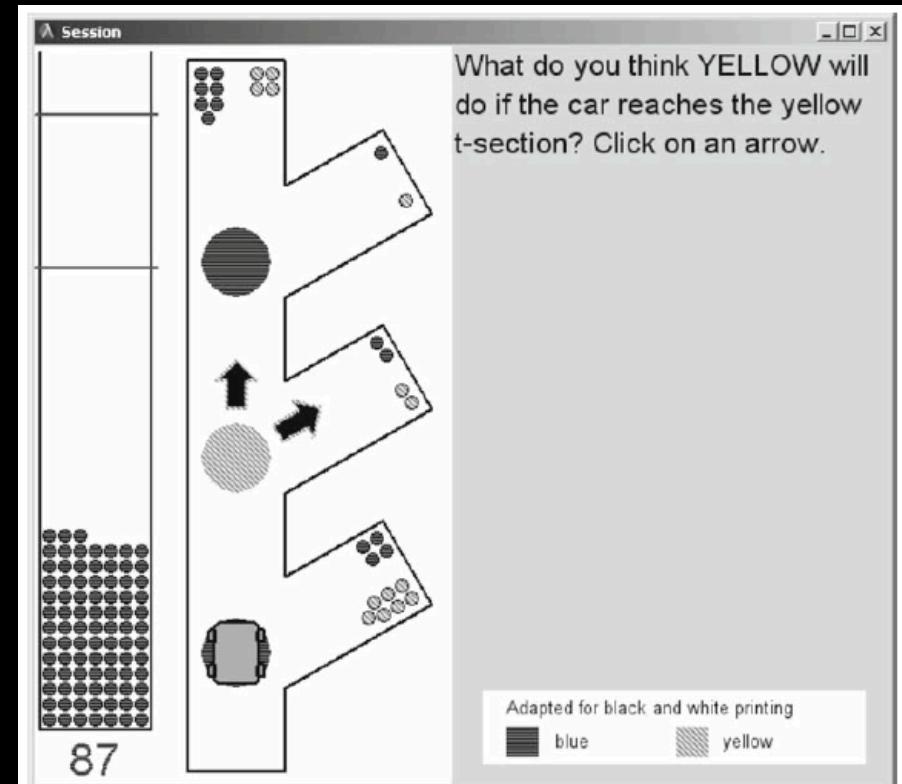 λ Session
What do you think YELLOW will
do if the car reaches the yellow
t-section? Click on an arrow.
Adapted for black and white printing
blue yellow
87